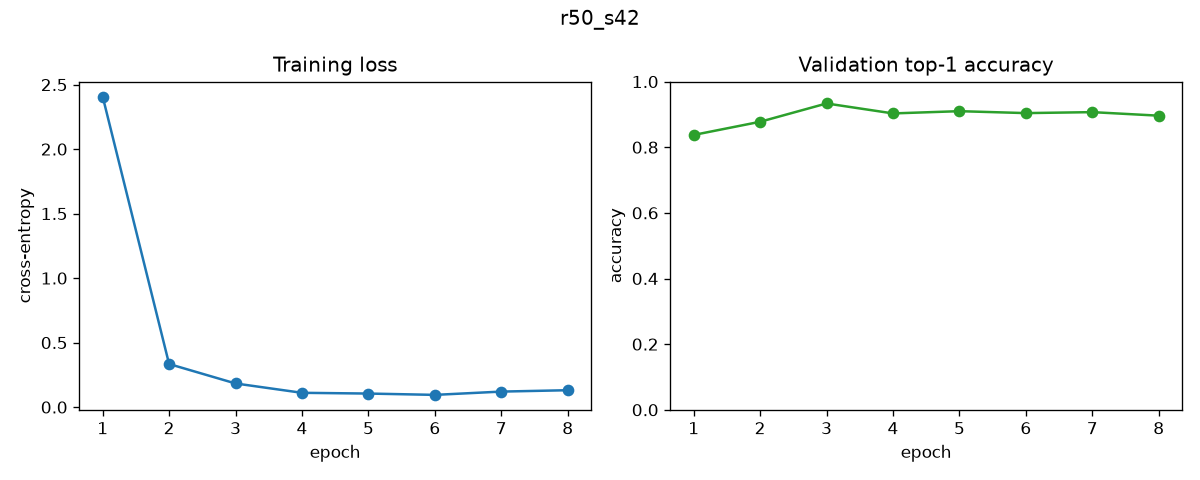 r50_s42
Training loss
2.5
2.0
1.5
1.0
0.5
0.0
cross-entropy
1 2 3 4 5 6 7 8
epoch
Validation top-1 accuracy
1.0
0.8
0.6
0.4
0.2
0.0
accuracy
1 2 3 4 5 6 7 8
epoch